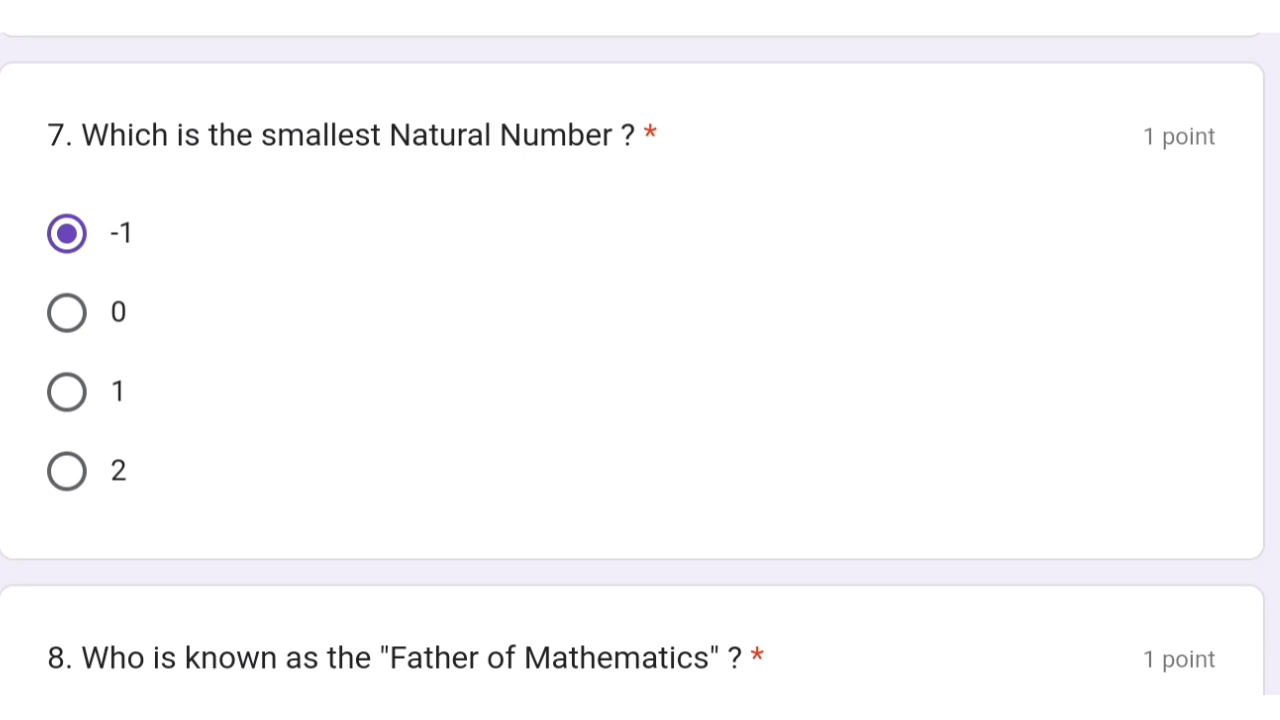 7. Which is the smallest Natural Number ? *
1 point
-1
0
1
2
8. Who is known as the "Father of Mathematics" ? *
1 point